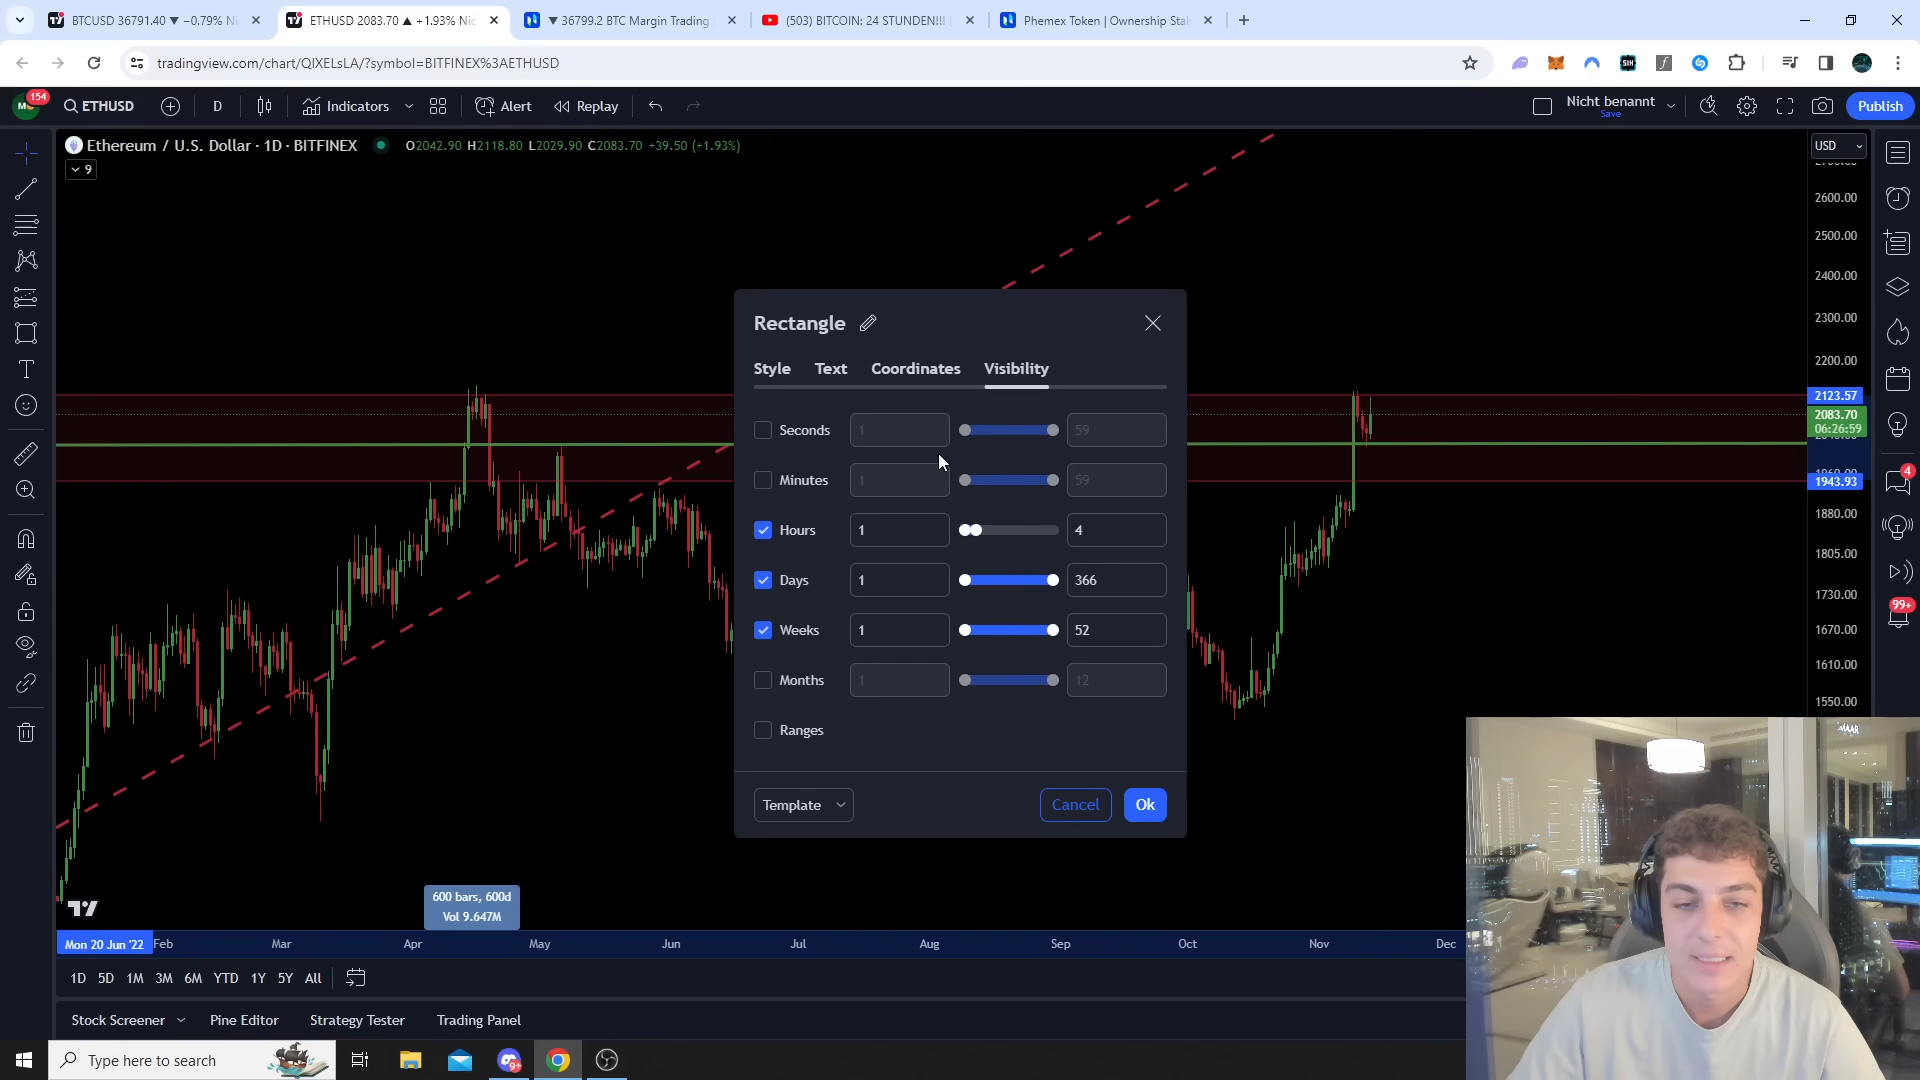 BTCUSD 36791.40 ▼ −0.79% Ni
ETHUSD 2083.70 ▲ +1.93% Nic
▼ 36799.2 BTC Margin Trading
(503) BITCOIN: 24 STUNDEN!!!
Phemex Token | Ownership Stak
tradingview.com/chart/QIXELsLA/?symbol=BITFINEX%3AETHUSD
154
ETHUSD
D
Indicators
Alert
Replay
Nicht benannt
Save
Publish
Ethereum / U.S. Dollar · 1D · BITFINEX
O2042.90 H2118.80 L2029.90 C2083.70 +39.50 (+1.93%)
USD
9
2600.00
2500.00
2400.00
2300.00
2200.00
2123.57
2083.70
06:26:59
1943.93
1880.00
1805.00
1730.00
1670.00
1610.00
1550.00
4
99+
Rectangle
Style
Text
Coordinates
Visibility
Seconds
1
59
Minutes
1
59
Hours
1
4
Days
1
366
Weeks
1
52
Months
1
12
Ranges
Template
Cancel
Ok
600 bars, 600d
Vol 9.647M
Mon 20 Jun '22
Feb
Mar
Apr
May
Jun
Jul
Aug
Sep
Oct
Nov
Dec
1D
5D
1M
3M
6M
YTD
1Y
5Y
All
Stock Screener
Pine Editor
Strategy Tester
Trading Panel
Type here to search
9+